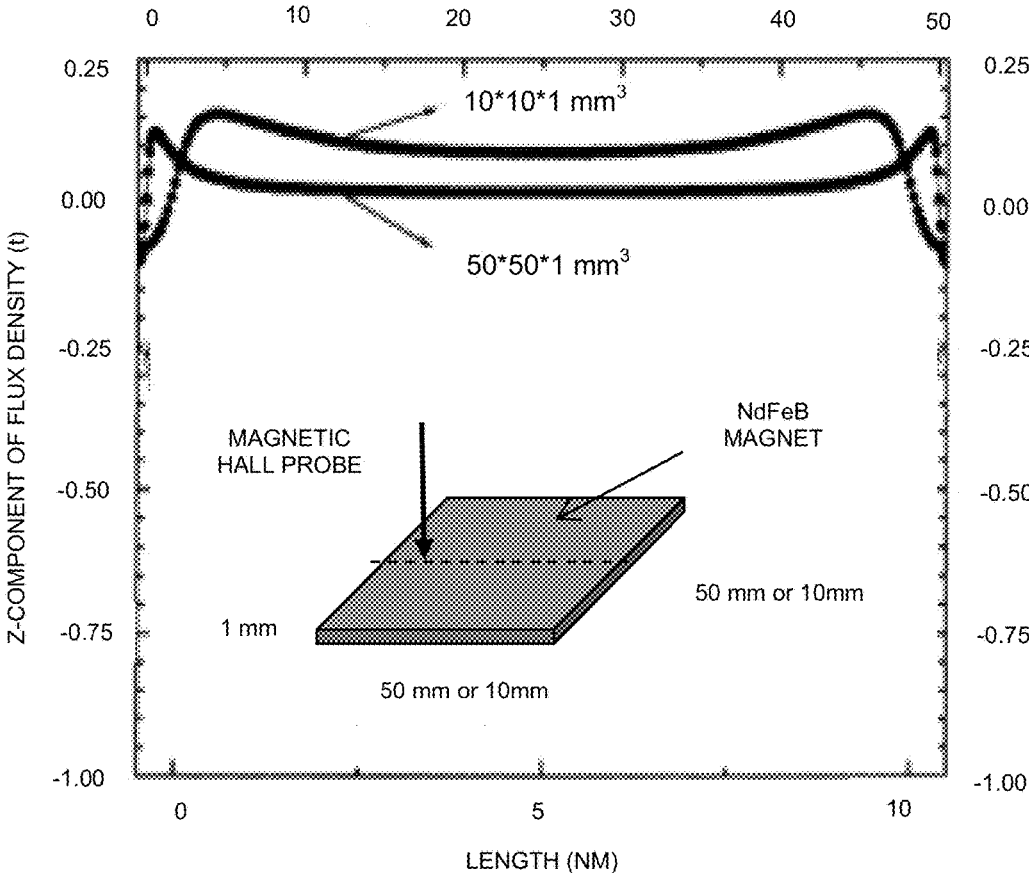 0 10 20 30 40 50
0.25 0.25
10*10*1 mm³
0.00 0.00
50*50*1 mm³
-0.25 -0.25
NdFeB
MAGNET
MAGNETIC
HALL PROBE
-0.50 -0.50
50 mm or 10mm
1 mm
-0.75 -0.75
50 mm or 10mm
-1.00 -1.00
0 5 10
LENGTH (NM)
Z-COMPONENT OF FLUX DENSITY (t)